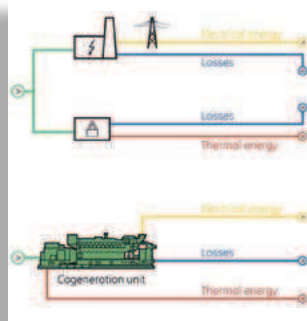 Electrical energy
Losses
Losses
Thermal energy
Electrical energy
Losses
Cogeneration unit
Thermal energy